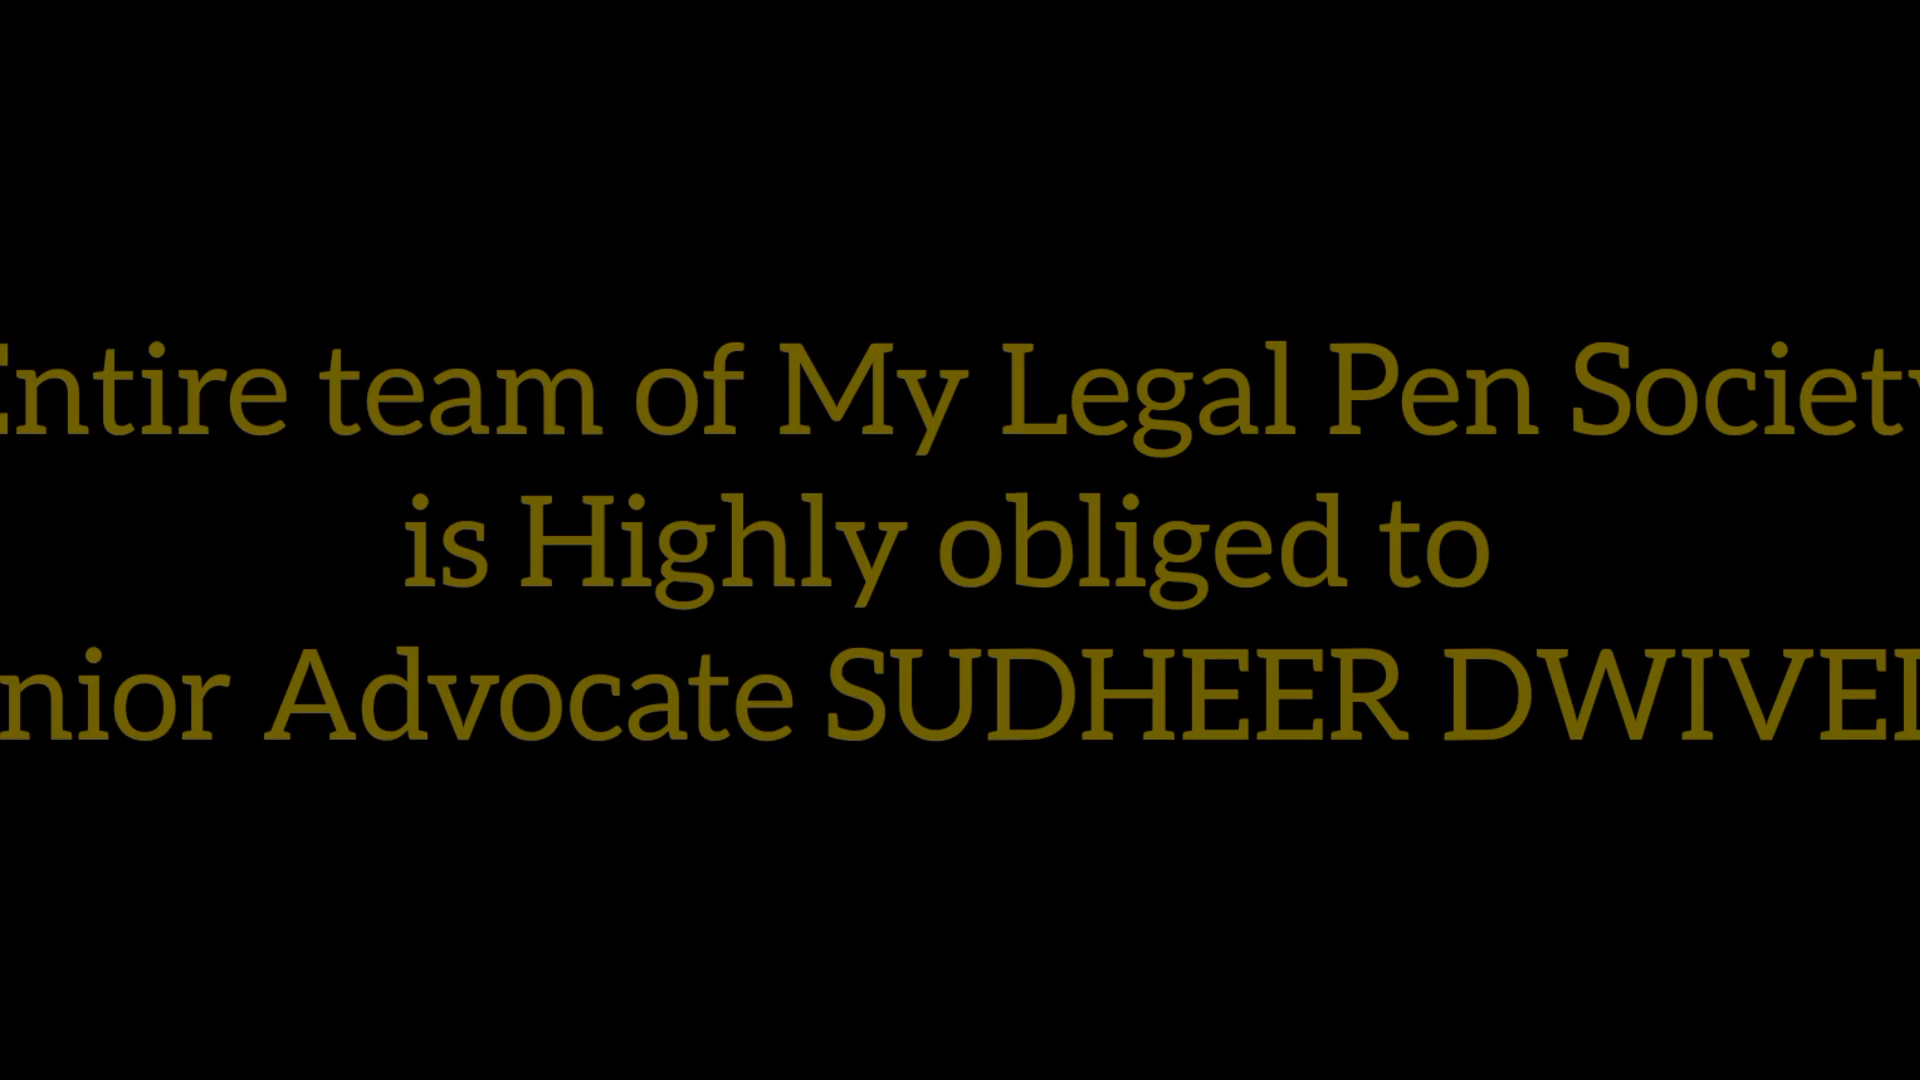 Entire team of My Legal Pen Society
is Highly obliged to
nior Advocate SUDHEER DWIVED